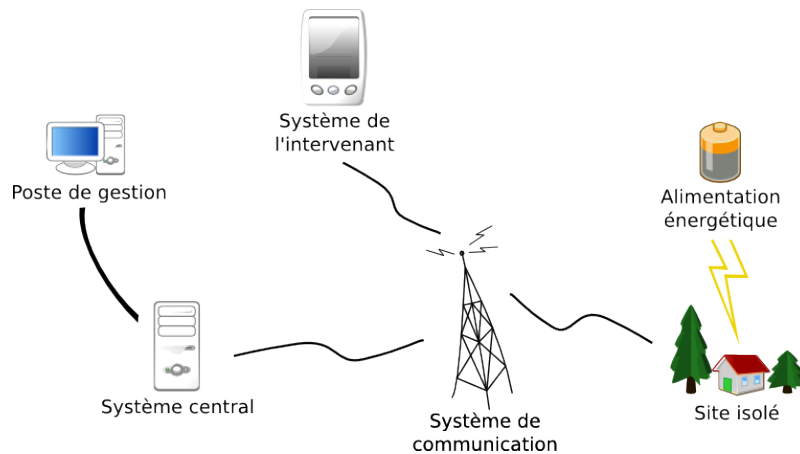 Système de
l'intervenant
Poste de gestion
Alimentation
énergétique
Système central
Système de
communication
Site isolé